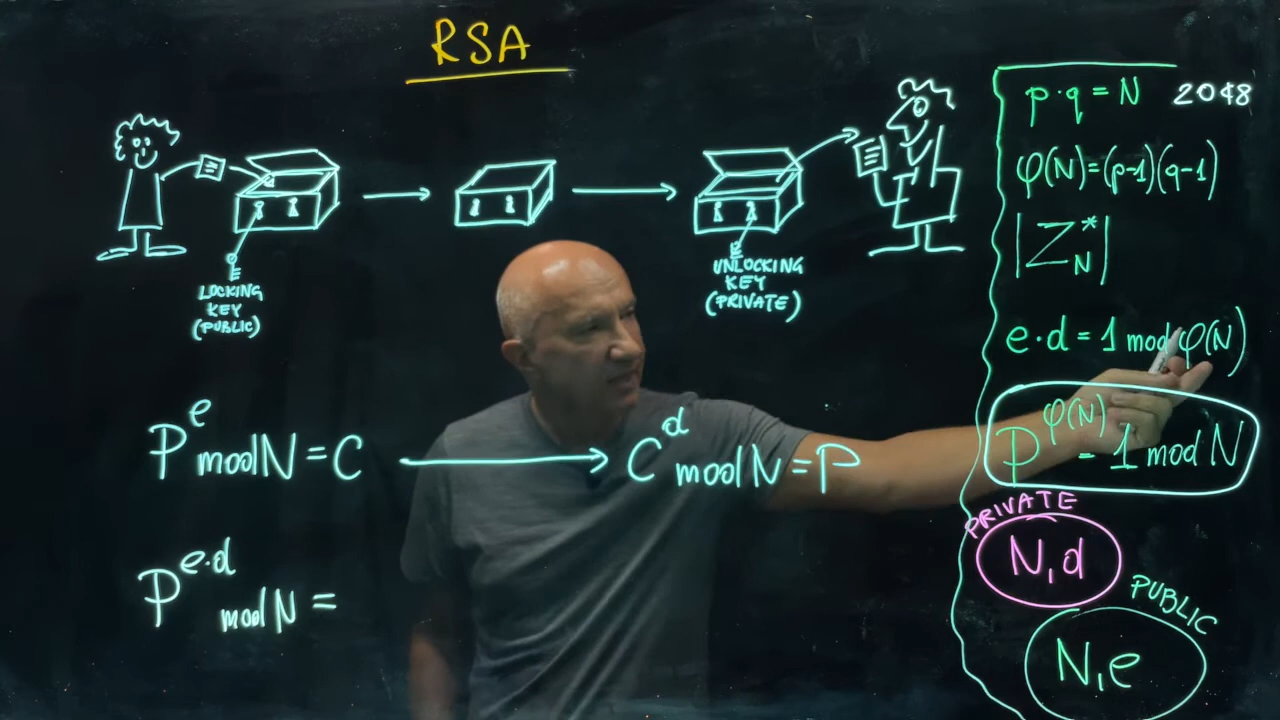 RSA
LOCKING
KEY
(PUBLIC)
UNLOCKING
KEY
(PRIVATE)
P^e mod N = C
C^d mod N = P
P^e·d mod N =
p·q = N 2048
φ(N)=(p-1)(q-1)
|Z*_N|
e·d = 1 mod φ(N)
P^φ(N) = 1 mod N
PRIVATE
N,d
PUBLIC
N,e